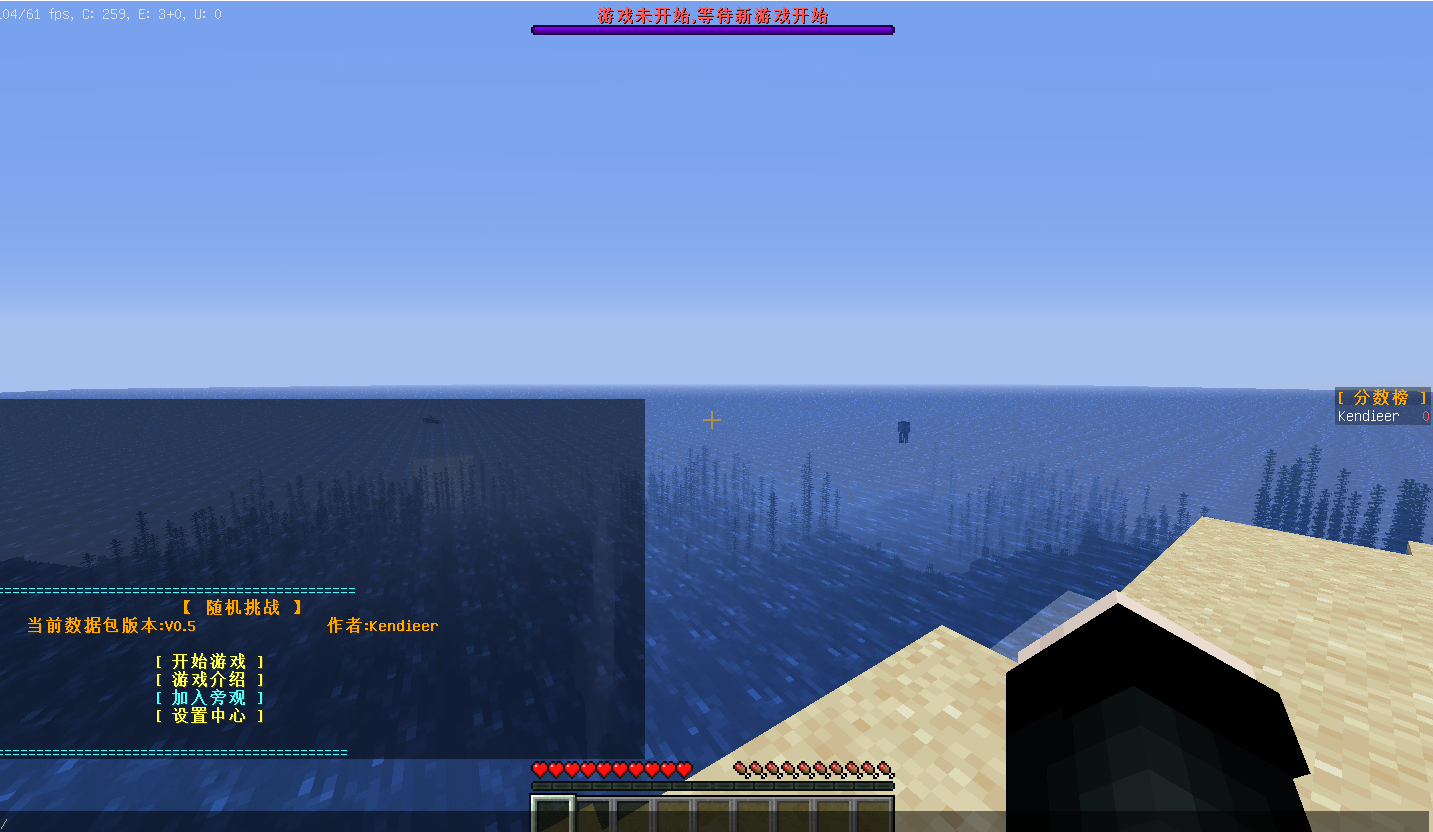 104/61 fps, C: 259, E: 3+0, U: 0
游戏未开始,等待新游戏开始
[ 分数榜 ]
Kendieer 0
=========================================
【 随机挑战 】
当前数据包版本:V0.5 作者:Kendieer
[ 开始游戏 ]
[ 游戏介绍 ]
[ 加入旁观 ]
[ 设置中心 ]
========================================
/